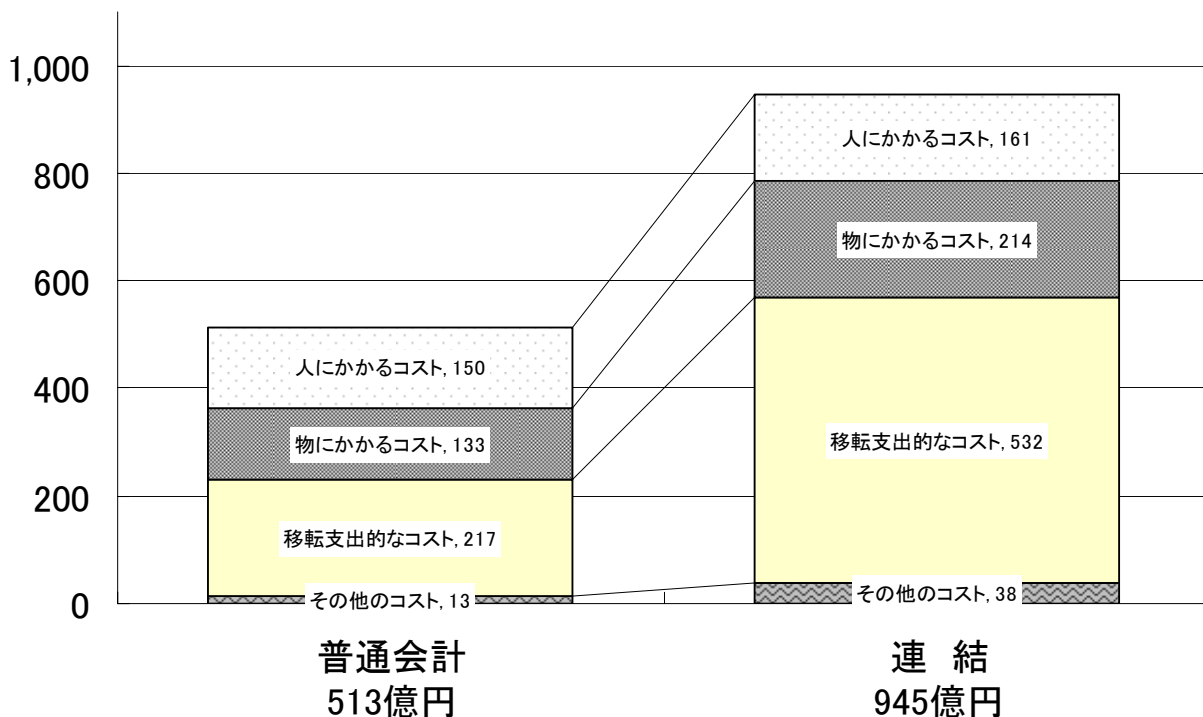 1,000
800
600
400
200
0
人にかかるコスト, 150
物にかかるコスト, 133
移転支出的なコスト, 217
その他のコスト, 13
人にかかるコスト, 161
物にかかるコスト, 214
移転支出的なコスト, 532
その他のコスト, 38
普通会計
513億円
連　結
945億円